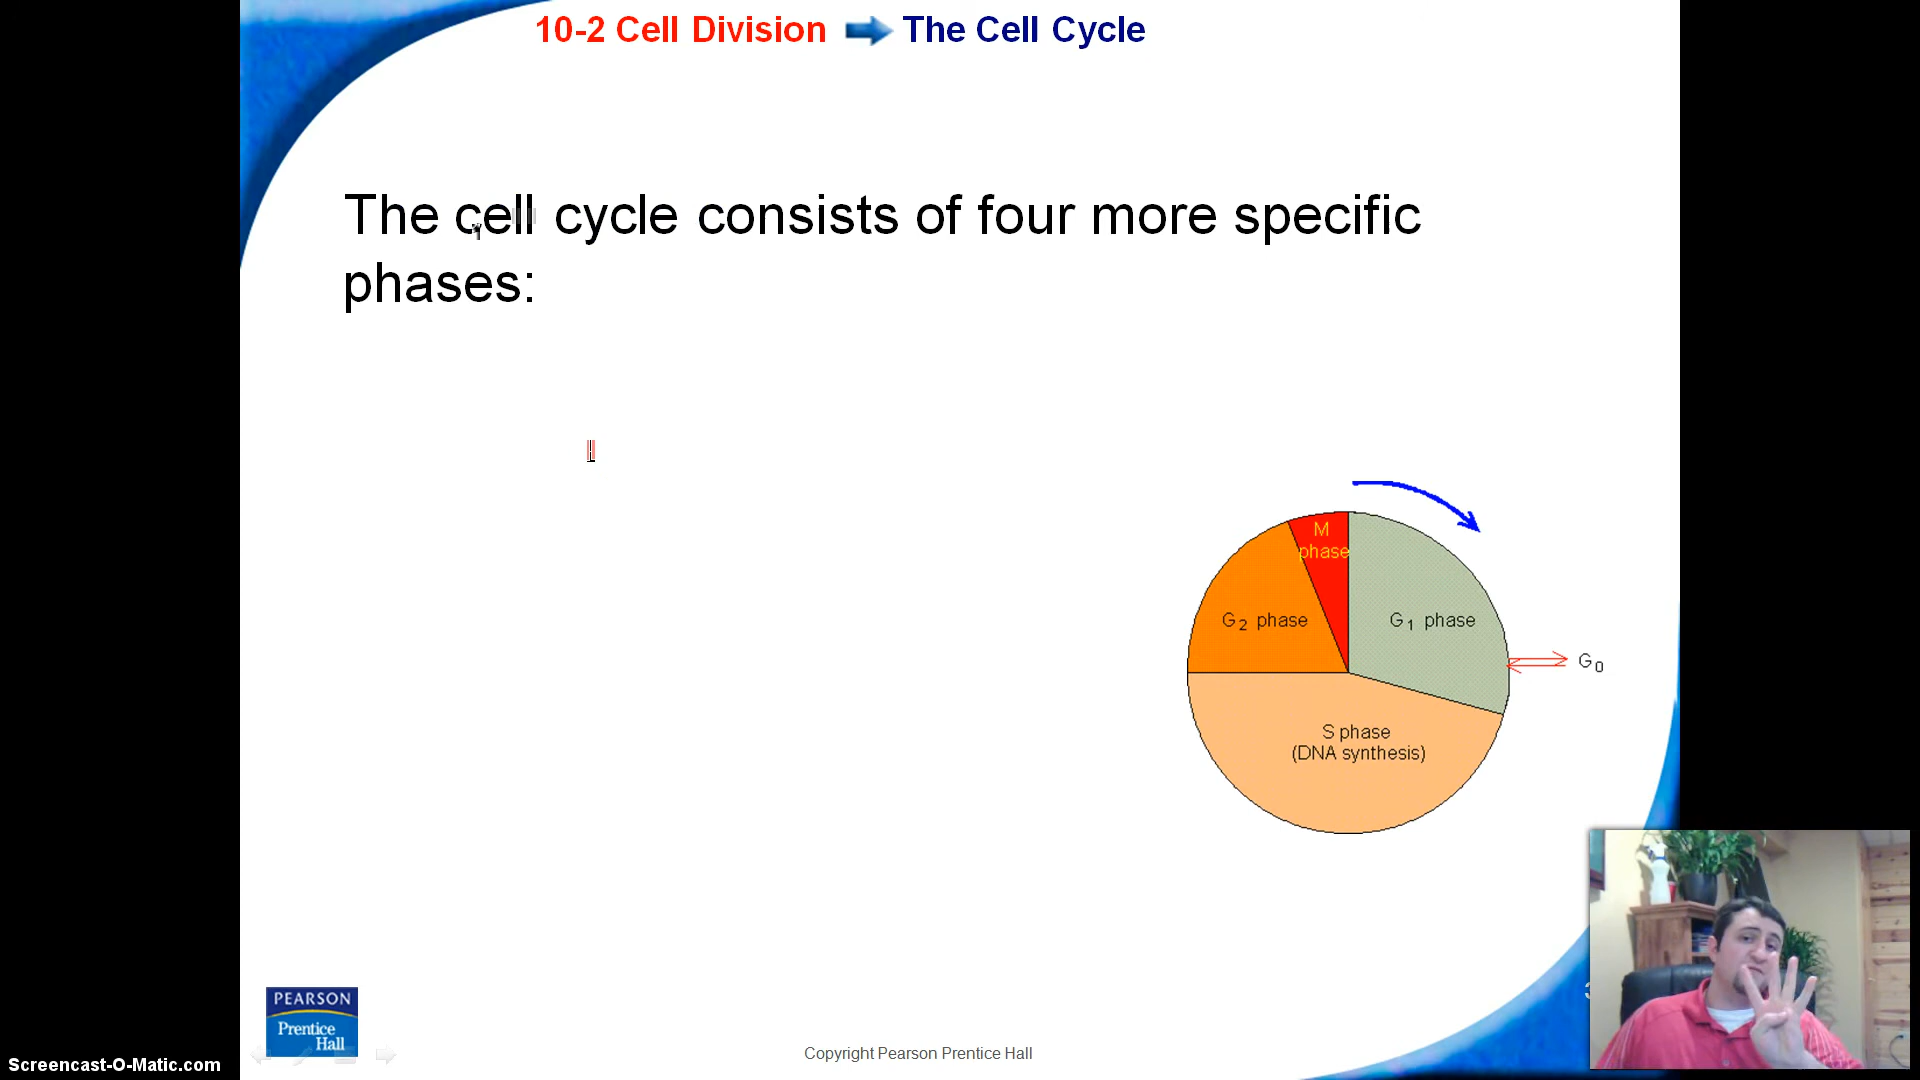 10-2 Cell Division The Cell Cycle
The cell cycle consists of four more specific
phases:
M
phase
G2 phase
G1 phase
G0
S phase
(DNA synthesis)
PEARSON
Prentice
Hall
Copyright Pearson Prentice Hall
Screencast-O-Matic.com